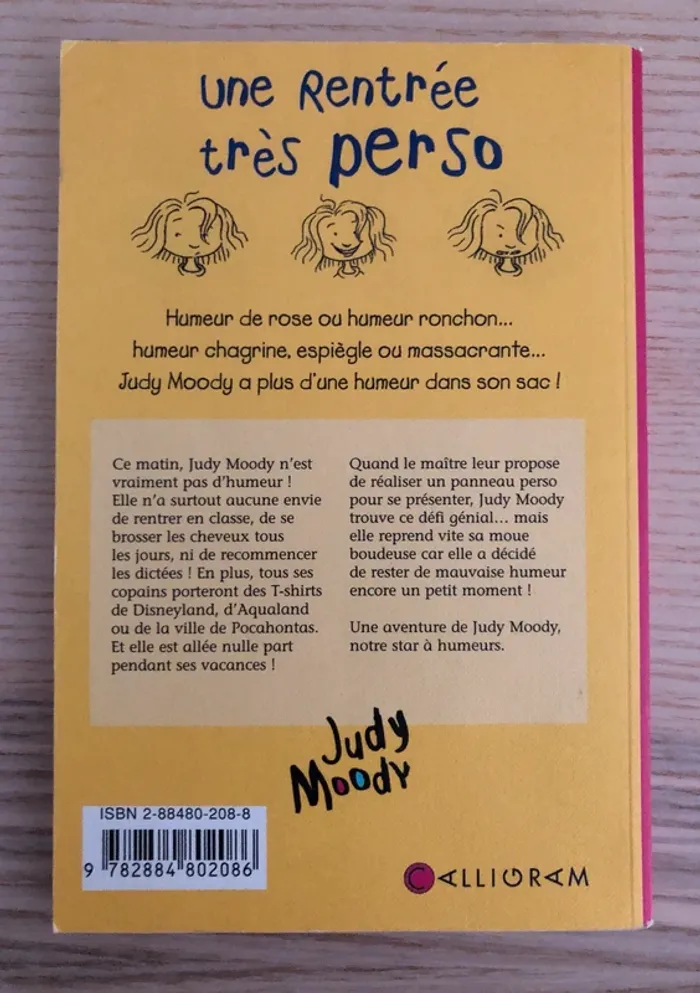 une Rentrée
très perso
Humeur de rose ou humeur ronchon...
humeur chagrine, espiègle ou massacrante...
Judy Moody a plus d'une humeur dans son sac !
Ce matin, Judy Moody n'est
vraiment pas d'humeur !
Elle n'a surtout aucune envie
de rentrer en classe, de se
brosser les cheveux tous
les jours, ni de recommencer
les dictées ! En plus, tous ses
copains porteront des T-shirts
de Disneyland, d'Aqualand
ou de la ville de Pocahontas.
Et elle est allée nulle part
pendant ses vacances !
Quand le maître leur propose
de réaliser un panneau perso
pour se présenter, Judy Moody
trouve ce défi génial... mais
elle reprend vite sa moue
boudeuse car elle a décidé
de rester de mauvaise humeur
encore un petit moment !
Une aventure de Judy Moody,
notre star à humeurs.
Judy
Moody
ISBN 2-88480-208-8
9 782884 802086
CALLIGRAM